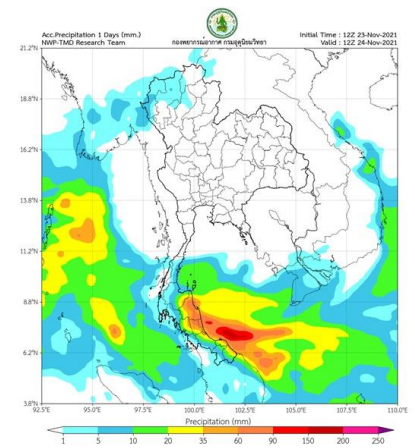 Acc.Precipitation 1 Days (mm.)
NWP-TMD Research Team
กองพยากรณ์อากาศ กรมอุตุนิยมวิทยา
Initial Time : 12Z 23-Nov-2021
Valid : 12Z 24-Nov-2021
21.2°N
18.8°N
16.2°N
13.8°N
11.2°N
8.8°N
6.2°N
3.8°N
92.5°E 95.0°E 97.5°E 100.0°E 102.5°E 105.0°E 107.5°E 110.0°E
Precipitation (mm)
1 5 10 20 35 60 90 150 200 250